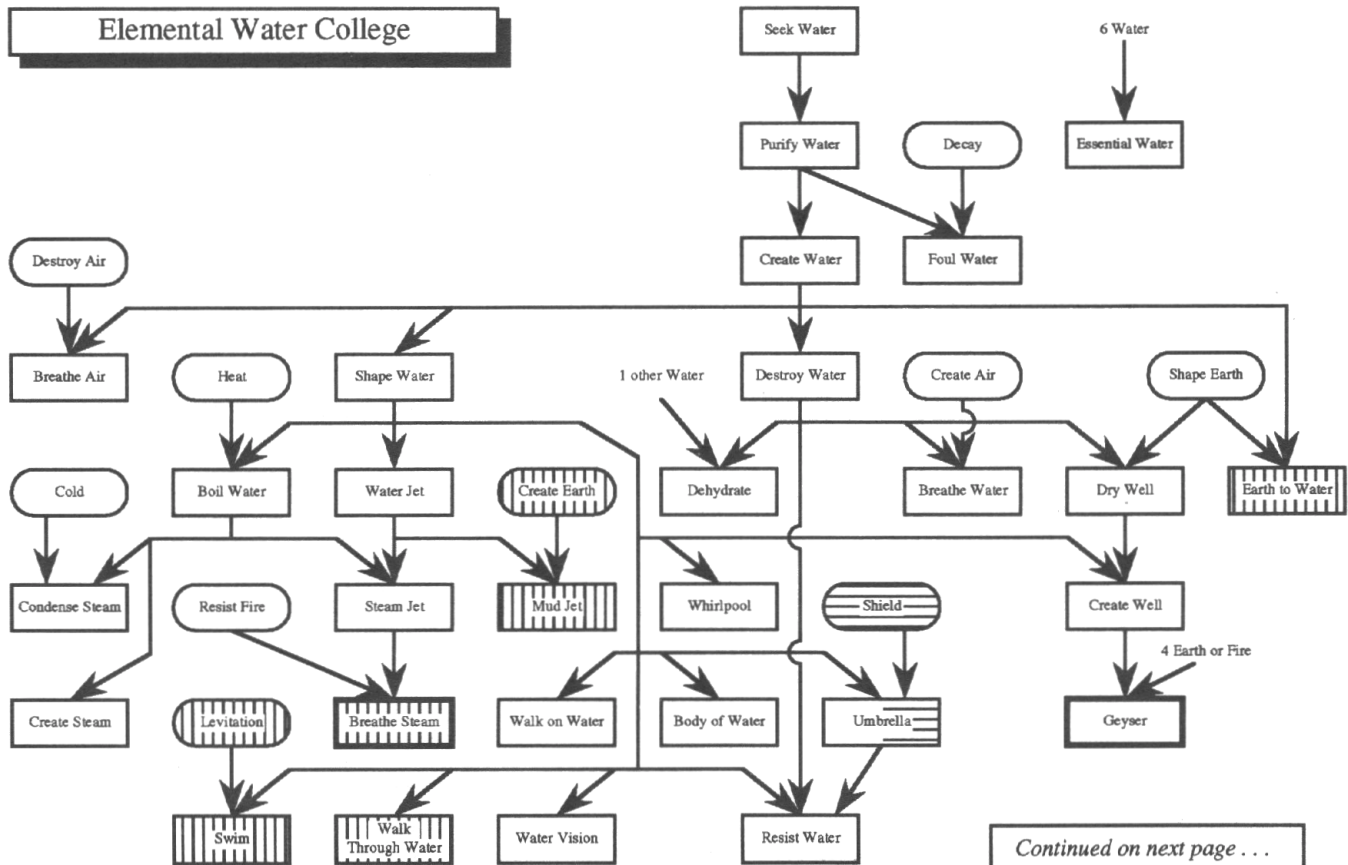 Elemental Water College
Seek Water
6 Water
Purify Water
Decay
Essential Water
Destroy Air
Create Water
Foul Water
Breathe Air
Heat
Shape Water
1 other Water
Destroy Water
Create Air
Shape Earth
Cold
Boil Water
Water Jet
Create Earth
Dehydrate
Breathe Water
Dry Well
Earth to Water
Condense Steam
Resist Fire
Steam Jet
Mud Jet
Whirlpool
Shield
Create Well
4 Earth or Fire
Create Steam
Levitation
Breathe Steam
Walk on Water
Body of Water
Umbrella
Geyser
Swim
Walk
Through Water
Water Vision
Resist Water
Continued on next page . . .